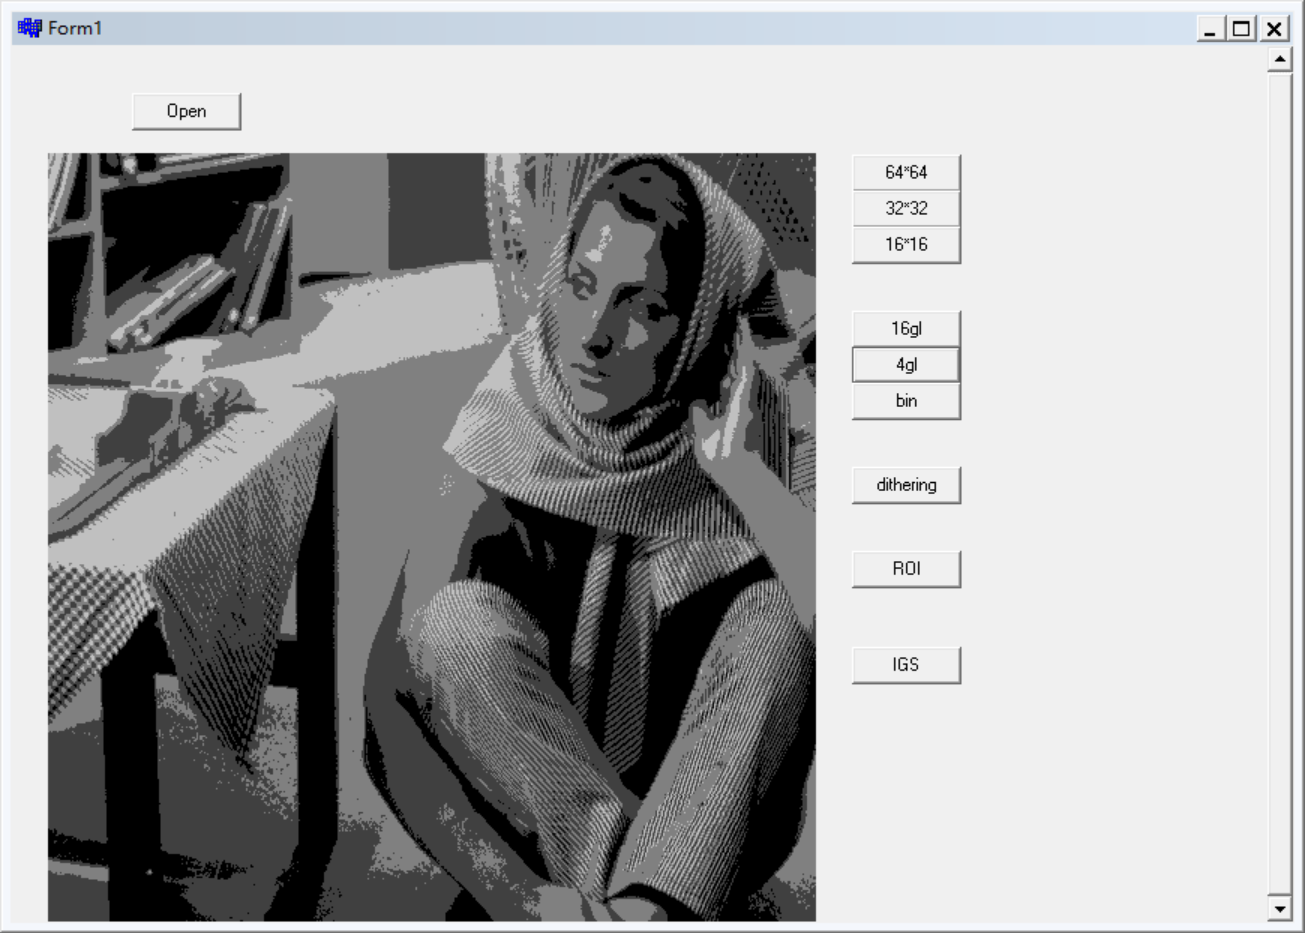 Form1
Open
64*64
32*32
16*16
16gl
4gl
bin
dithering
ROI
IGS